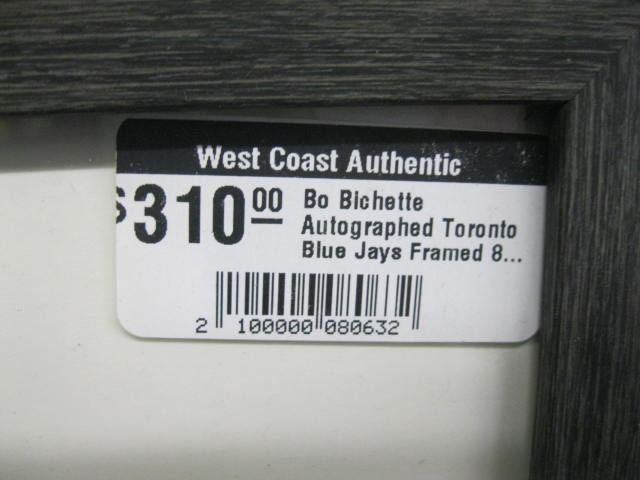 West Coast Authentic
$310 00
Bo Bichette
Autographed Toronto
Blue Jays Framed 8...
2 100000 080632